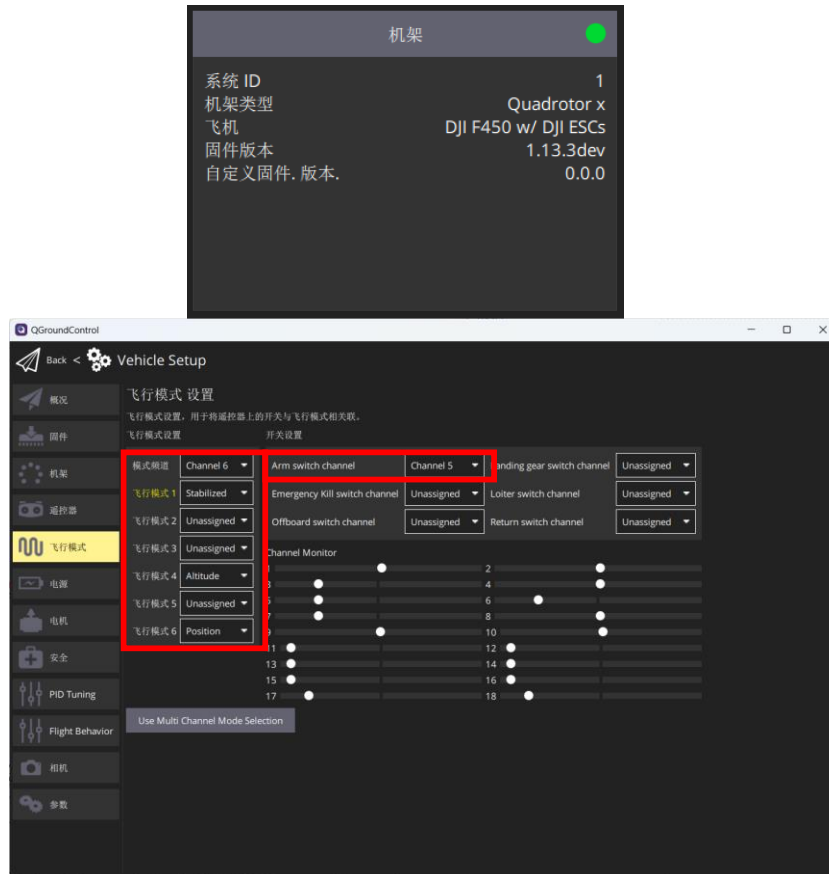 机架
系统 ID 1
机架类型 Quadrotor x
飞机 DJI F450 w/ DJI ESCs
固件版本 1.13.3dev
自定义固件. 版本. 0.0.0
QGroundControl
Back < Vehicle Setup
概况
固件
机架
遥控器
飞行模式
电源
电机
安全
PID Tuning
Flight Behavior
相机
参数
飞行模式 设置
飞行模式设置，用于将遥控器上的开关与飞行模式相关联。
飞行模式设置 开关设置
模式频道 Channel 6
飞行模式 1 Stabilized
飞行模式 2 Unassigned
飞行模式 3 Unassigned
飞行模式 4 Altitude
飞行模式 5 Unassigned
飞行模式 6 Position
Arm switch channel Channel 5 Landing gear switch channel Unassigned
Emergency Kill switch channel Unassigned Loiter switch channel Unassigned
Offboard switch channel Unassigned Return switch channel Unassigned
Channel Monitor
1 2
3 4
5 6
7 8
9 10
11 12
13 14
15 16
17 18
Use Multi Channel Mode Selection